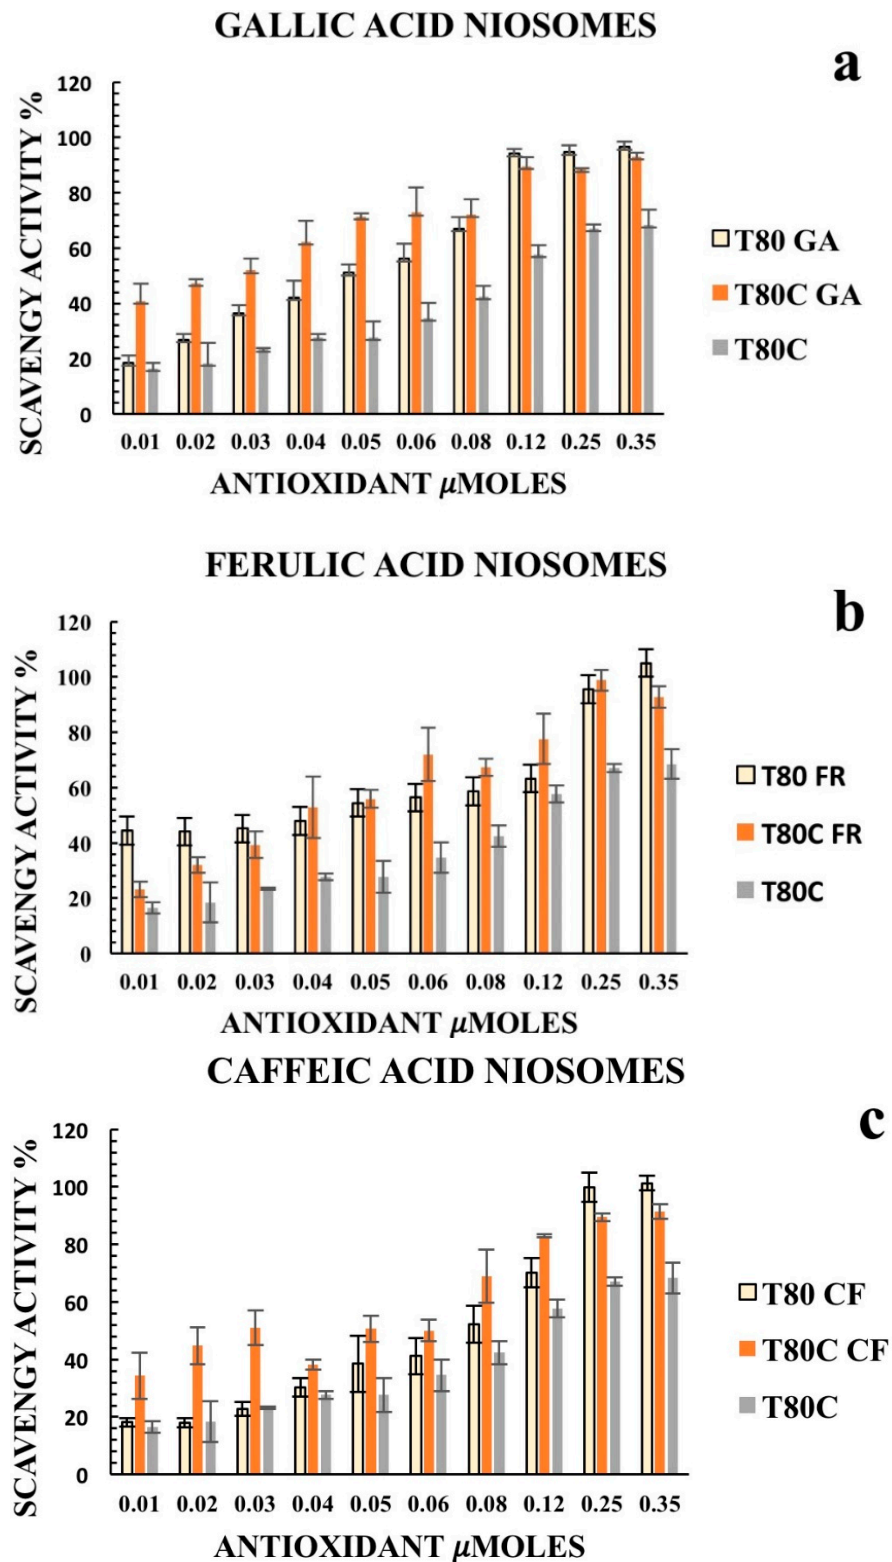 GALLIC ACID NIOSOMES
a
SCAVENGY ACTIVITY %
120
100
80
60
40
20
0
0.01 0.02 0.03 0.04 0.05 0.06 0.08 0.12 0.25 0.35
ANTIOXIDANT μMOLES
T80 GA
T80C GA
T80C
FERULIC ACID NIOSOMES
b
SCAVENGY ACTIVITY %
120
100
80
60
40
20
0
0.01 0.02 0.03 0.04 0.05 0.06 0.08 0.12 0.25 0.35
ANTIOXIDANT μMOLES
T80 FR
T80C FR
T80C
CAFFEIC ACID NIOSOMES
c
SCAVENGY ACTIVITY %
120
100
80
60
40
20
0
0.01 0.02 0.03 0.04 0.05 0.06 0.08 0.12 0.25 0.35
ANTIOXIDANT μMOLES
T80 CF
T80C CF
T80C